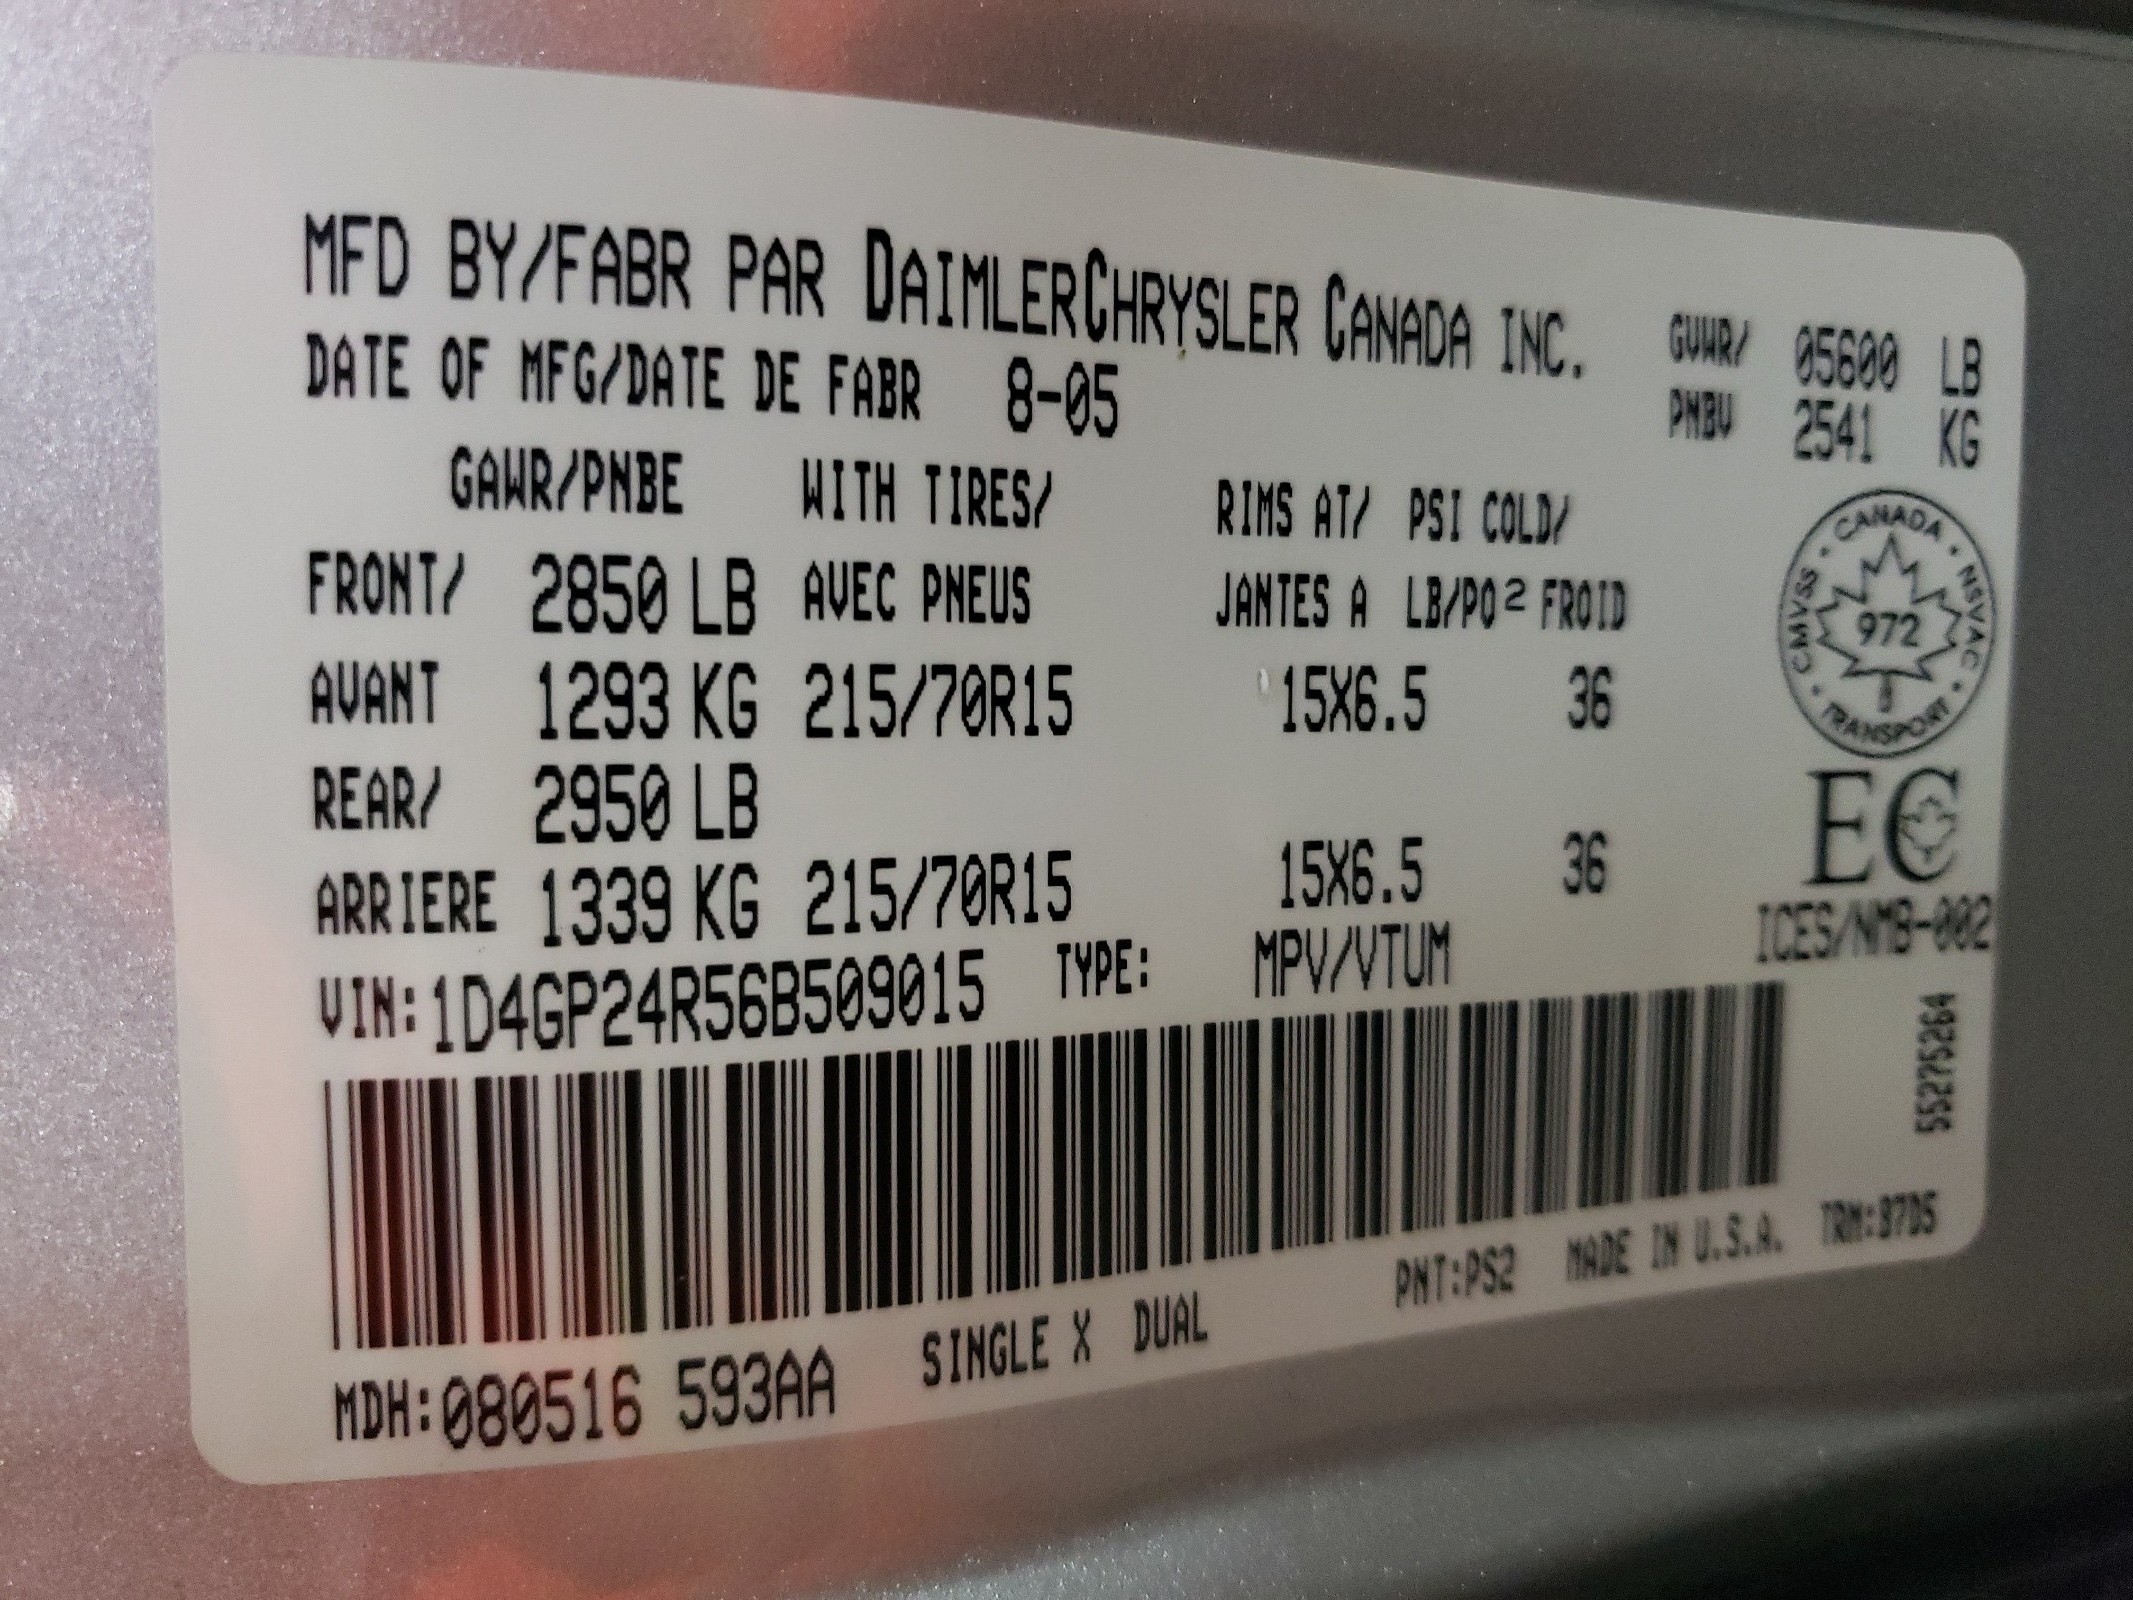 MFD BY/FABR PAR DAIMLERCHRYSLER CANADA INC.
GVWR/ 05600 LB
DATE OF MFG/DATE DE FABR 8-05
PNBV 2541 KG
GAWR/PNBE WITH TIRES/ RIMS AT/ PSI COLD/
FRONT/ 2850 LB AVEC PNEUS JANTES A LB/PO² FROID
AVANT 1293 KG 215/70R15 15X6.5 36
REAR/ 2950 LB
ARRIERE 1339 KG 215/70R15 15X6.5 36
CANADA • NSVAC • TRANSPORT • CMVSS •
972
EC
ICES/NMB-002
VIN:1D4GP24R56B509015 TYPE: MPV/VTUM
55275264
MDH:080516 593AA SINGLE X DUAL PNT:PS2 MADE IN U.S.A.